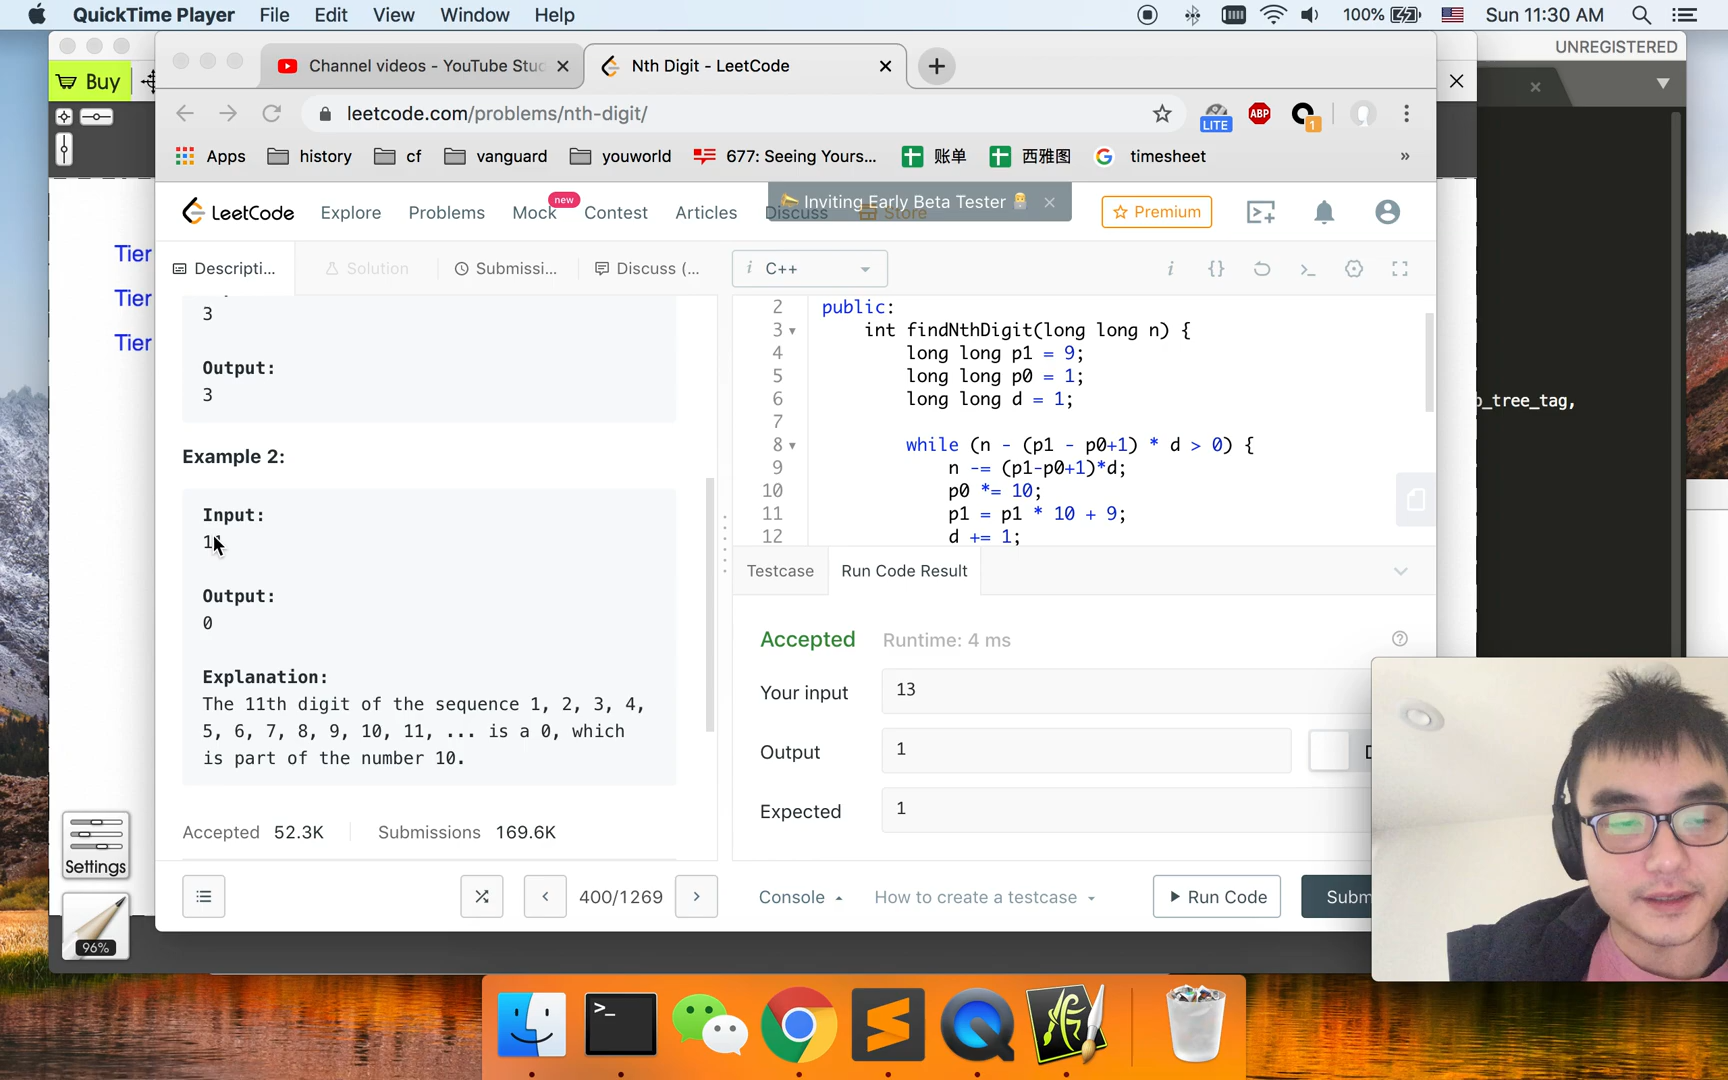 QuickTime Player File Edit View Window Help 100% Sun 11:30 AM
UNREGISTERED
Buy
Channel videos - YouTube Stu
Nth Digit - LeetCode
leetcode.com/problems/nth-digit/
LITE
ABP
1
Apps history cf vanguard youworld 677: Seeing Yours... 账单 西雅图 timesheet »
LeetCode Explore Problems Mock new Contest Articles Discuss Store
Inviting Early Beta Tester
Premium
Tier
Tier
Tier
Descripti... Solution Submissi... Discuss (...
i C++
3
Output:
3
Example 2:
Input:
11
Output:
0
Explanation:
The 11th digit of the sequence 1, 2, 3, 4,
5, 6, 7, 8, 9, 10, 11, ... is a 0, which
is part of the number 10.
Accepted 52.3K Submissions 169.6K
400/1269
2 public:
3 int findNthDigit(long long n) {
4 long long p1 = 9;
5 long long p0 = 1;
6 long long d = 1;
7
8 while (n - (p1 - p0+1) * d > 0) {
9 n -= (p1-p0+1)*d;
10 p0 *= 10;
11 p1 = p1 * 10 + 9;
12 d += 1;
_tree_tag,
Testcase Run Code Result
Accepted Runtime: 4 ms
Your input 13
Output 1
Expected 1
Console How to create a testcase Run Code Subm
Settings
96%